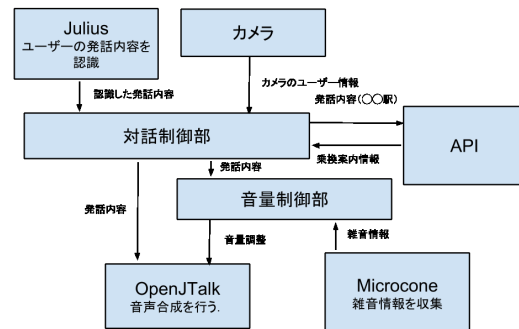 Julius
ユーザーの発話内容を
認識
カメラ
認識した発話内容
カメラのユーザー情報
発話内容(〇〇駅)
対話制御部
API
乗換案内情報
発話内容
音量制御部
発話内容
音量調整
雑音情報
OpenJTalk
音声合成を行う.
Microcone
雑音情報を収集